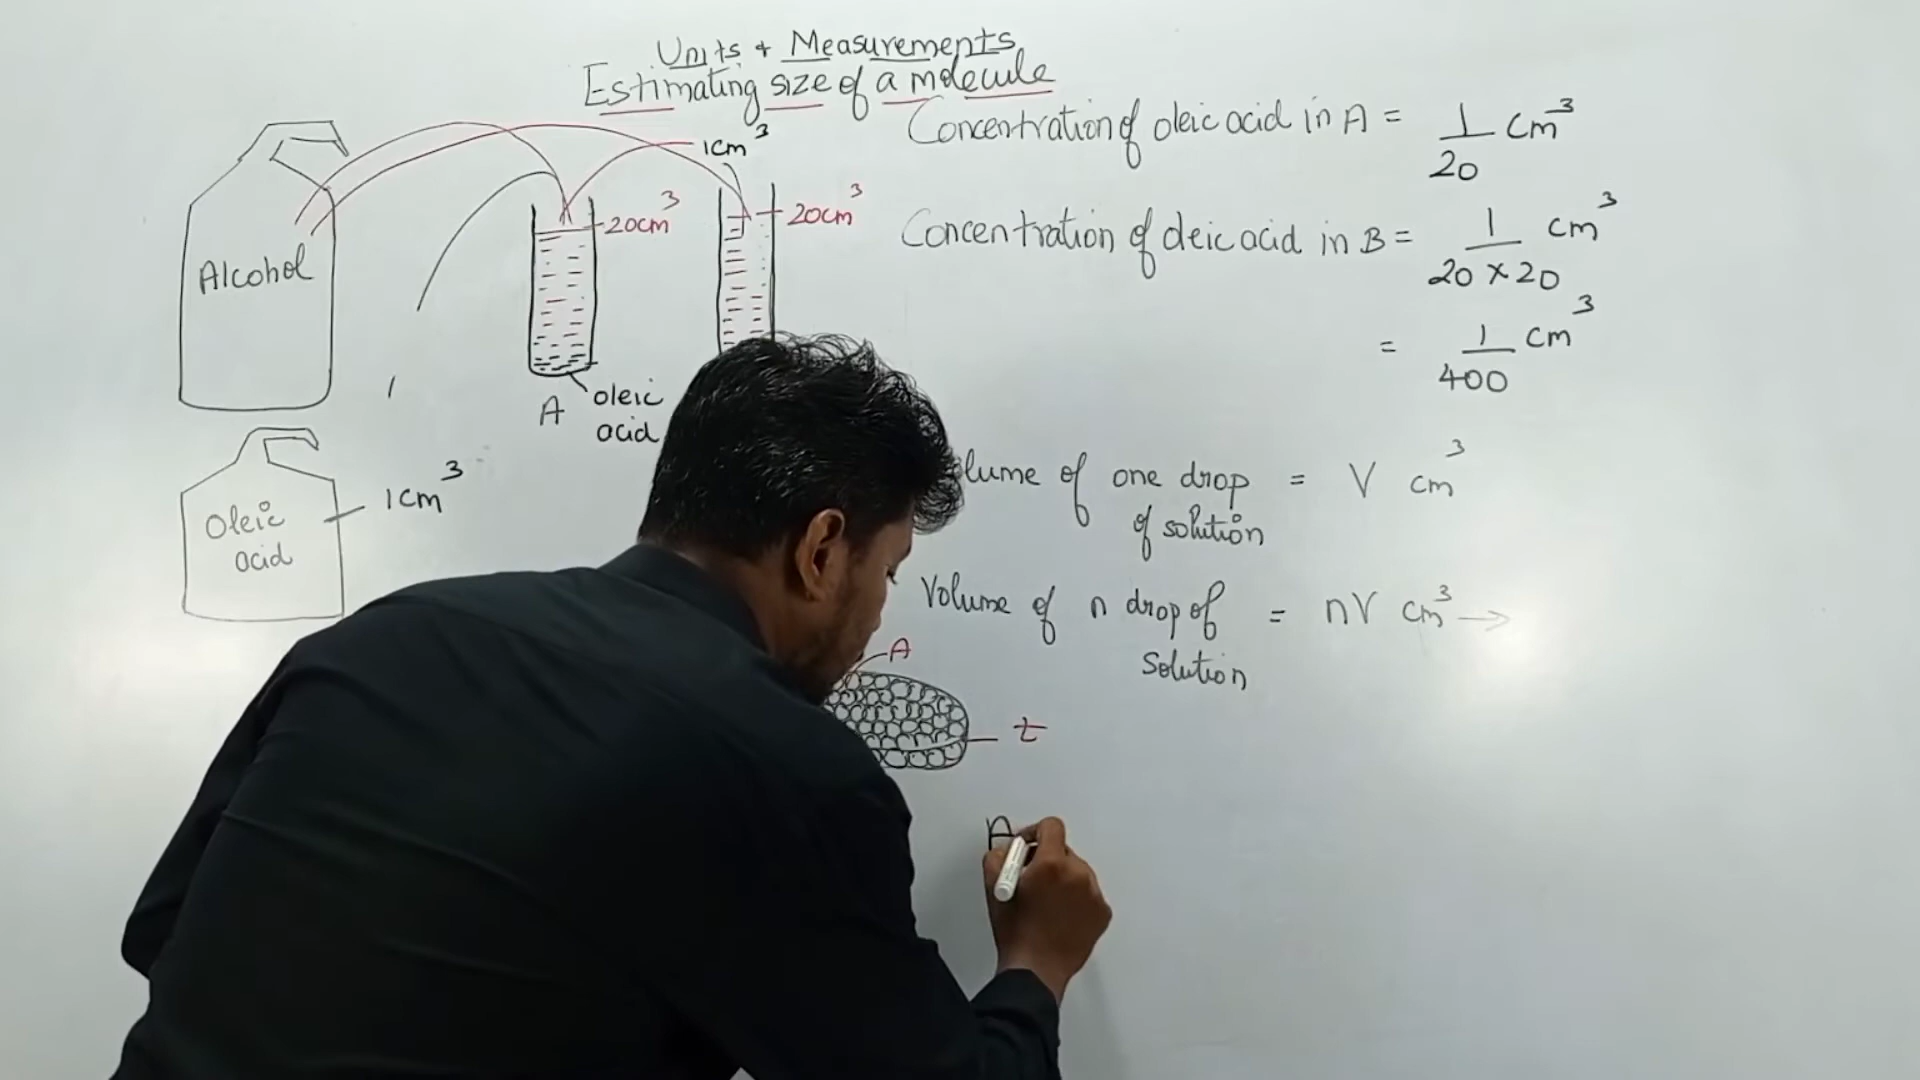 Units + Measurements
Estimating size of a molecule
Concentration of oleic acid in A = 1/20 cm³
Concentration of oleic acid in B = 1/20 × 20 cm³
= 1/400 cm³
1cm³
20cm³
20cm³
Alcohol
A
oleic
acid
Oleic
acid
1cm³
of one drop = V cm³
of solution
Volume of n drop of = nV cm³ →
Solution
A
t
A